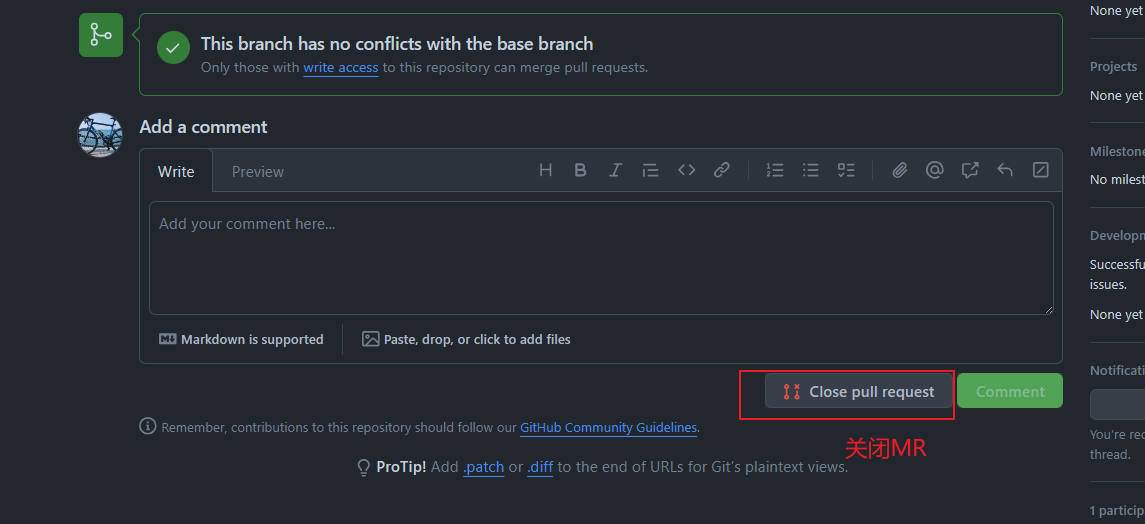 This branch has no conflicts with the base branch
Only those with write access to this repository can merge pull requests.
Add a comment
Write
Preview
Add your comment here...
Markdown is supported
Paste, drop, or click to add files
Close pull request
Comment
Remember, contributions to this repository should follow our GitHub Community Guidelines.
关闭MR
ProTip! Add .patch or .diff to the end of URLs for Git's plaintext views.
None yet
Projects
None yet
Milestone
No milest
Developm
Successfu
issues.
None yet
Notificati
You're rec
thread.
1 particip